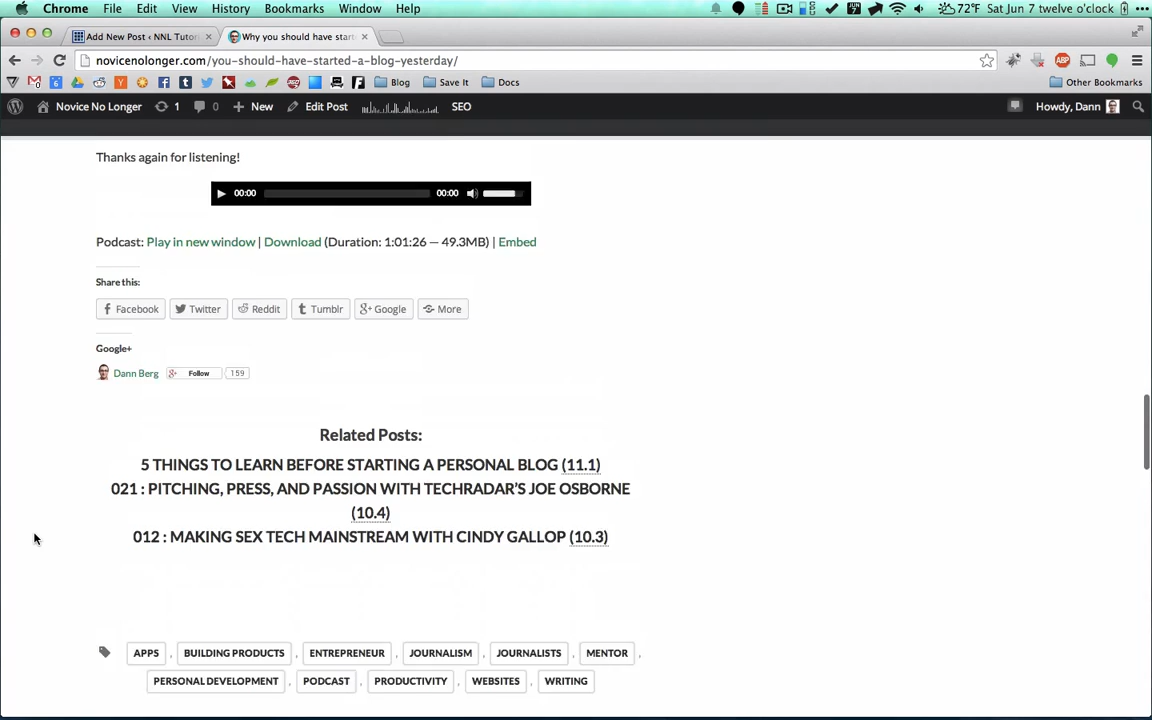 Chrome File Edit View History Bookmarks Window Help 72°F Sat Jun 7 twelve o'clock
Add New Post ‹ NNL Tutori × Why you should have start ×
novicenolonger.com/you-should-have-started-a-blog-yesterday/
Blog Save It Docs Other Bookmarks
Novice No Longer 1 0 New Edit Post SEO Howdy, Dann
Thanks again for listening!
00:00 00:00
Podcast: Play in new window | Download (Duration: 1:01:26 — 49.3MB) | Embed
Share this:
Facebook Twitter Reddit Tumblr Google More
Google+
Dann Berg Follow 159
Related Posts:
5 THINGS TO LEARN BEFORE STARTING A PERSONAL BLOG (11.1)
021 : PITCHING, PRESS, AND PASSION WITH TECHRADAR'S JOE OSBORNE
(10.4)
012 : MAKING SEX TECH MAINSTREAM WITH CINDY GALLOP (10.3)
APPS , BUILDING PRODUCTS , ENTREPRENEUR , JOURNALISM , JOURNALISTS , MENTOR ,
PERSONAL DEVELOPMENT , PODCAST , PRODUCTIVITY , WEBSITES , WRITING